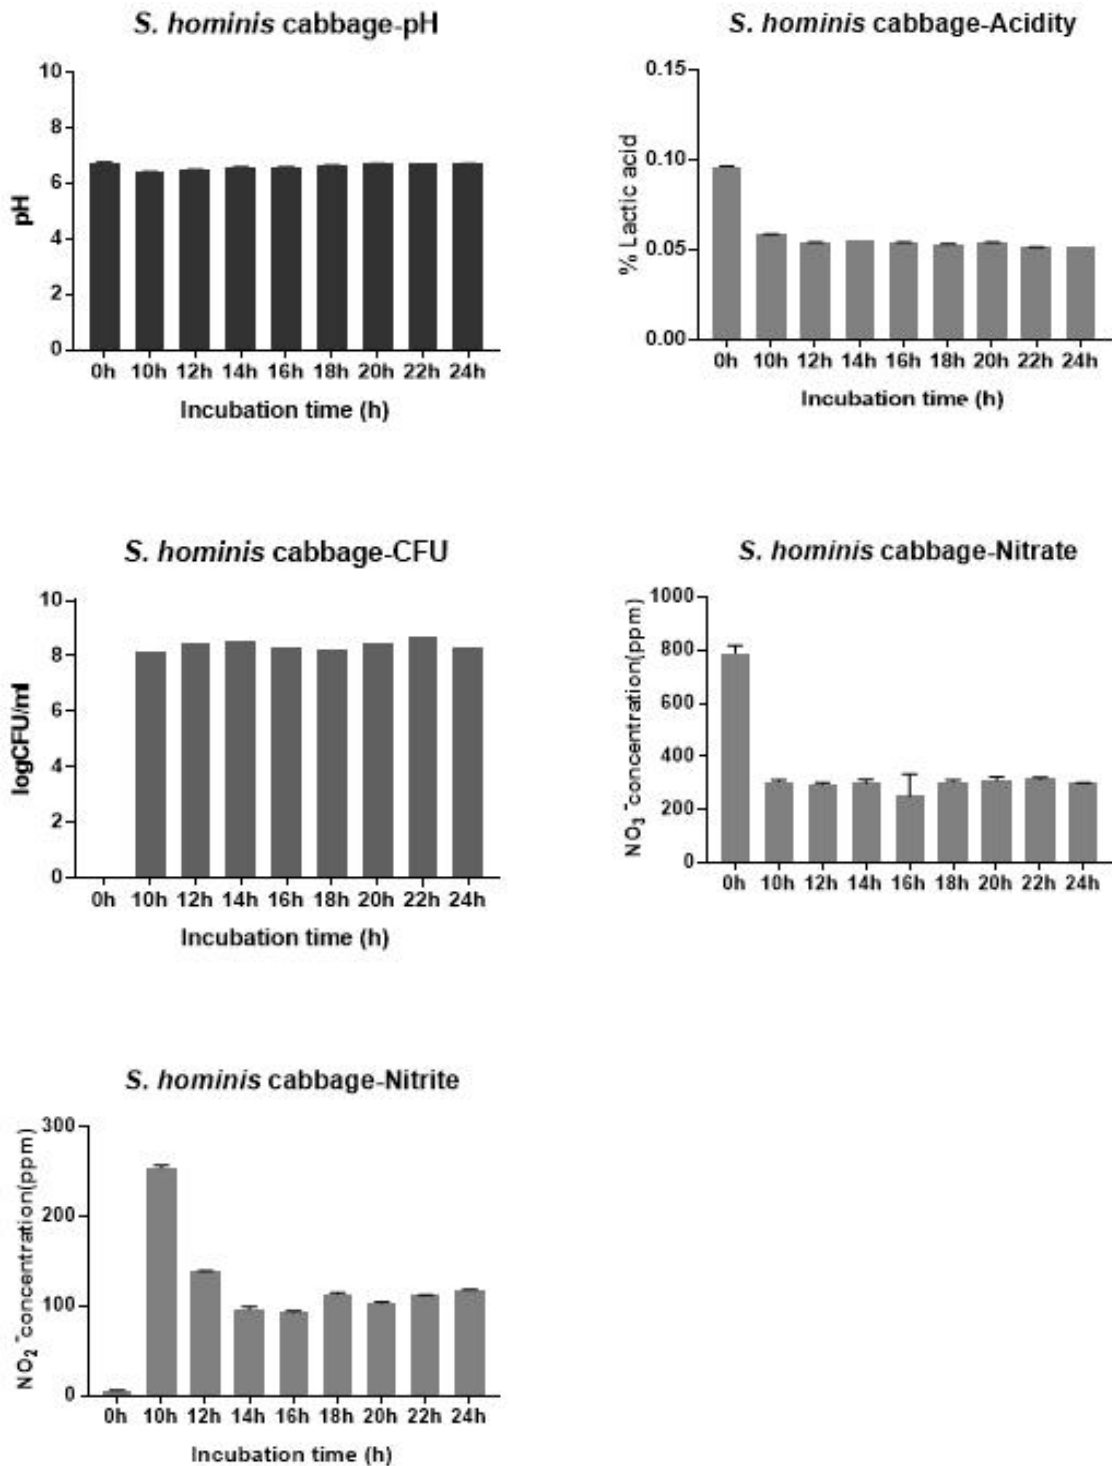 S. hominis cabbage-pH
10
8
6
4
2
0
pH
0h 10h 12h 14h 16h 18h 20h 22h 24h
Incubation time (h)
S. hominis cabbage-Acidity
0.15
0.10
0.05
0.00
% Lactic acid
0h 10h 12h 14h 16h 18h 20h 22h 24h
Incubation time (h)
S. hominis cabbage-CFU
10
8
6
4
2
0
logCFU/ml
0h 10h 12h 14h 16h 18h 20h 22h 24h
Incubation time (h)
S. hominis cabbage-Nitrate
1000
800
600
400
200
0
NO₃⁻concentration(ppm)
0h 10h 12h 14h 16h 18h 20h 22h 24h
S. hominis cabbage-Nitrite
300
200
100
0
NO₂⁻concentration(ppm)
0h 10h 12h 14h 16h 18h 20h 22h 24h
Incubation time (h)